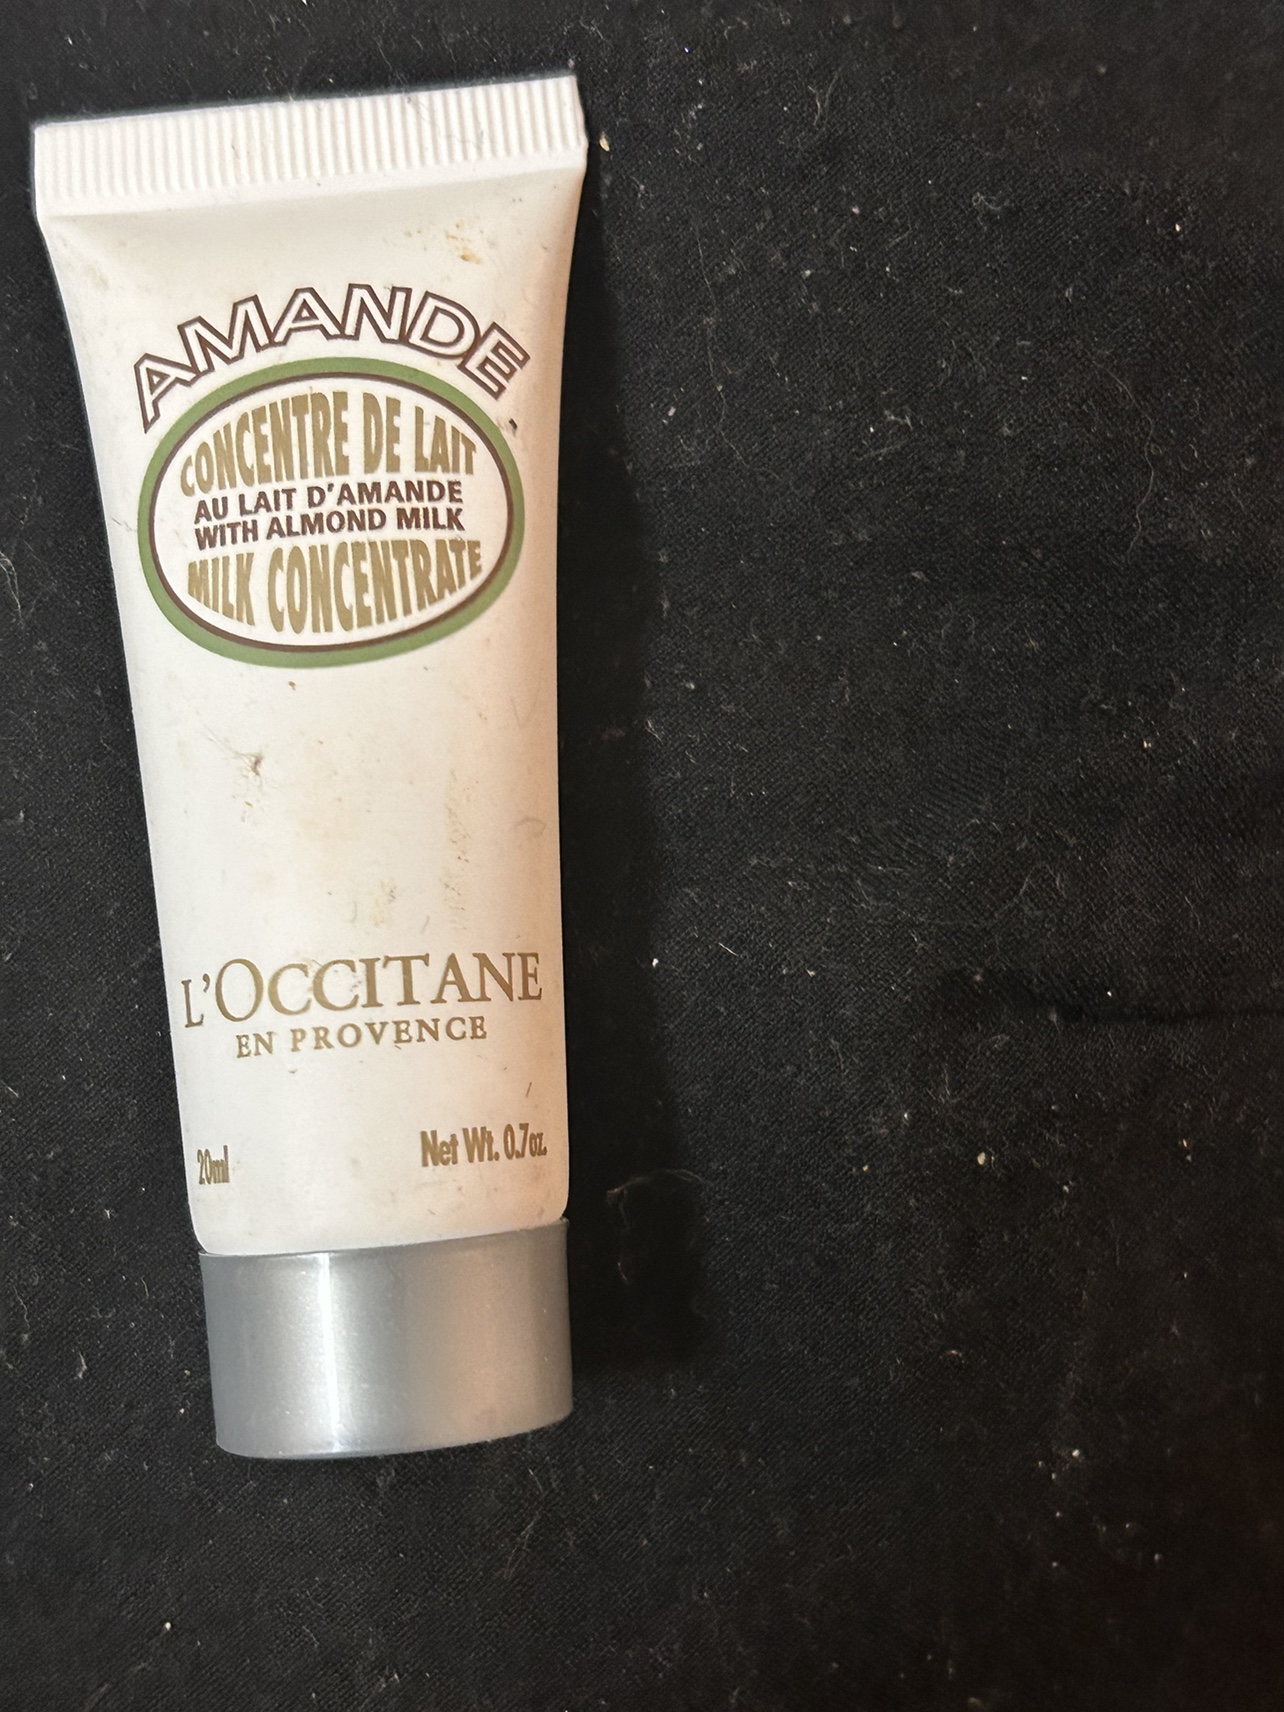 AMANDE
CONCENTRE DE LAIT
AU LAIT D'AMANDE
WITH ALMOND MILK
MILK CONCENTRATE
L'OCCITANE
EN PROVENCE
20ml
Net Wt. 0.7oz.